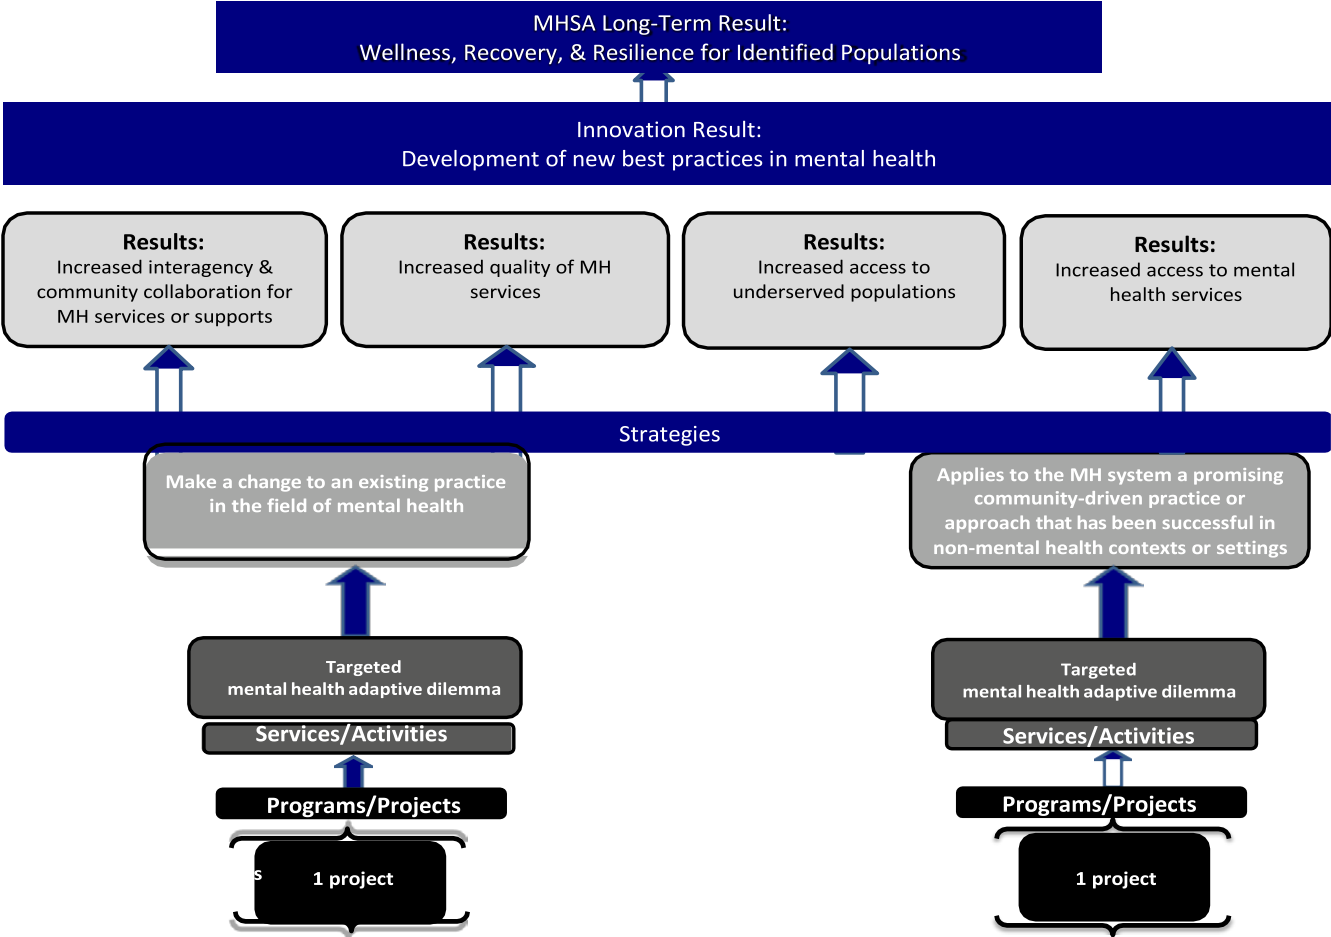 MHSA Long-Term Result:
Wellness, Recovery, & Resilience for Identified Populations
Innovation Result:
Development of new best practices in mental health
Results:
Increased interagency &
community collaboration for
MH services or supports
Results:
Increased quality of MH
services
Results:
Increased access to
underserved populations
Results:
Increased access to mental
health services
Strategies
Make a change to an existing practice
in the field of mental health
Applies to the MH system a promising
community-driven practice or
approach that has been successful in
non-mental health contexts or settings
Targeted
mental health adaptive dilemma
Services/Activities
Targeted
mental health adaptive dilemma
Services/Activities
Programs/Projects
Programs/Projects
s
1 project
1 project